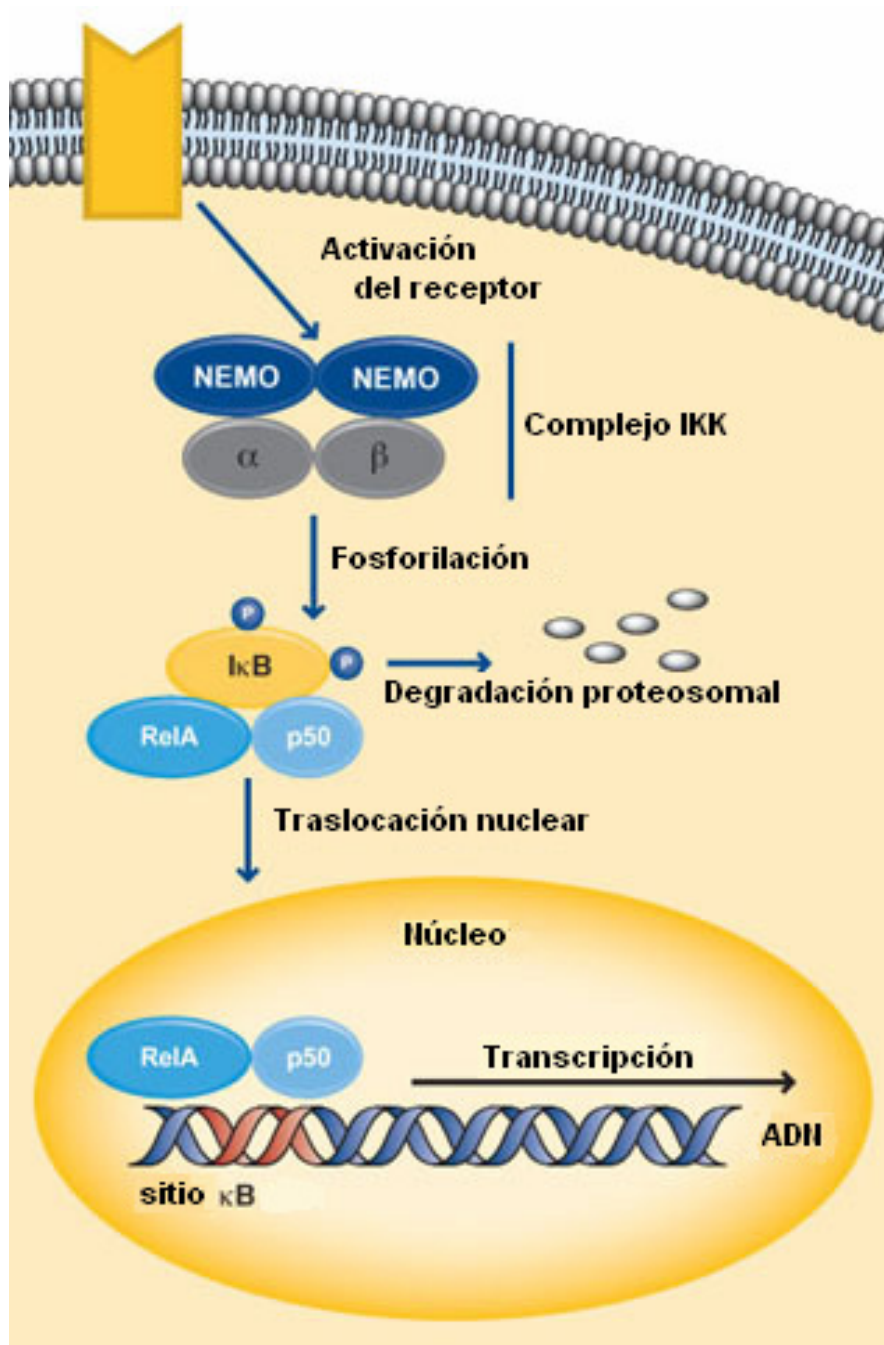 Activación
del receptor
NEMO NEMO
α β
Complejo IKK
Fosforilación
P
IκB P
Degradación proteosomal
RelA p50
Traslocación nuclear
Núcleo
RelA p50
Transcripción
ADN
sitio κB